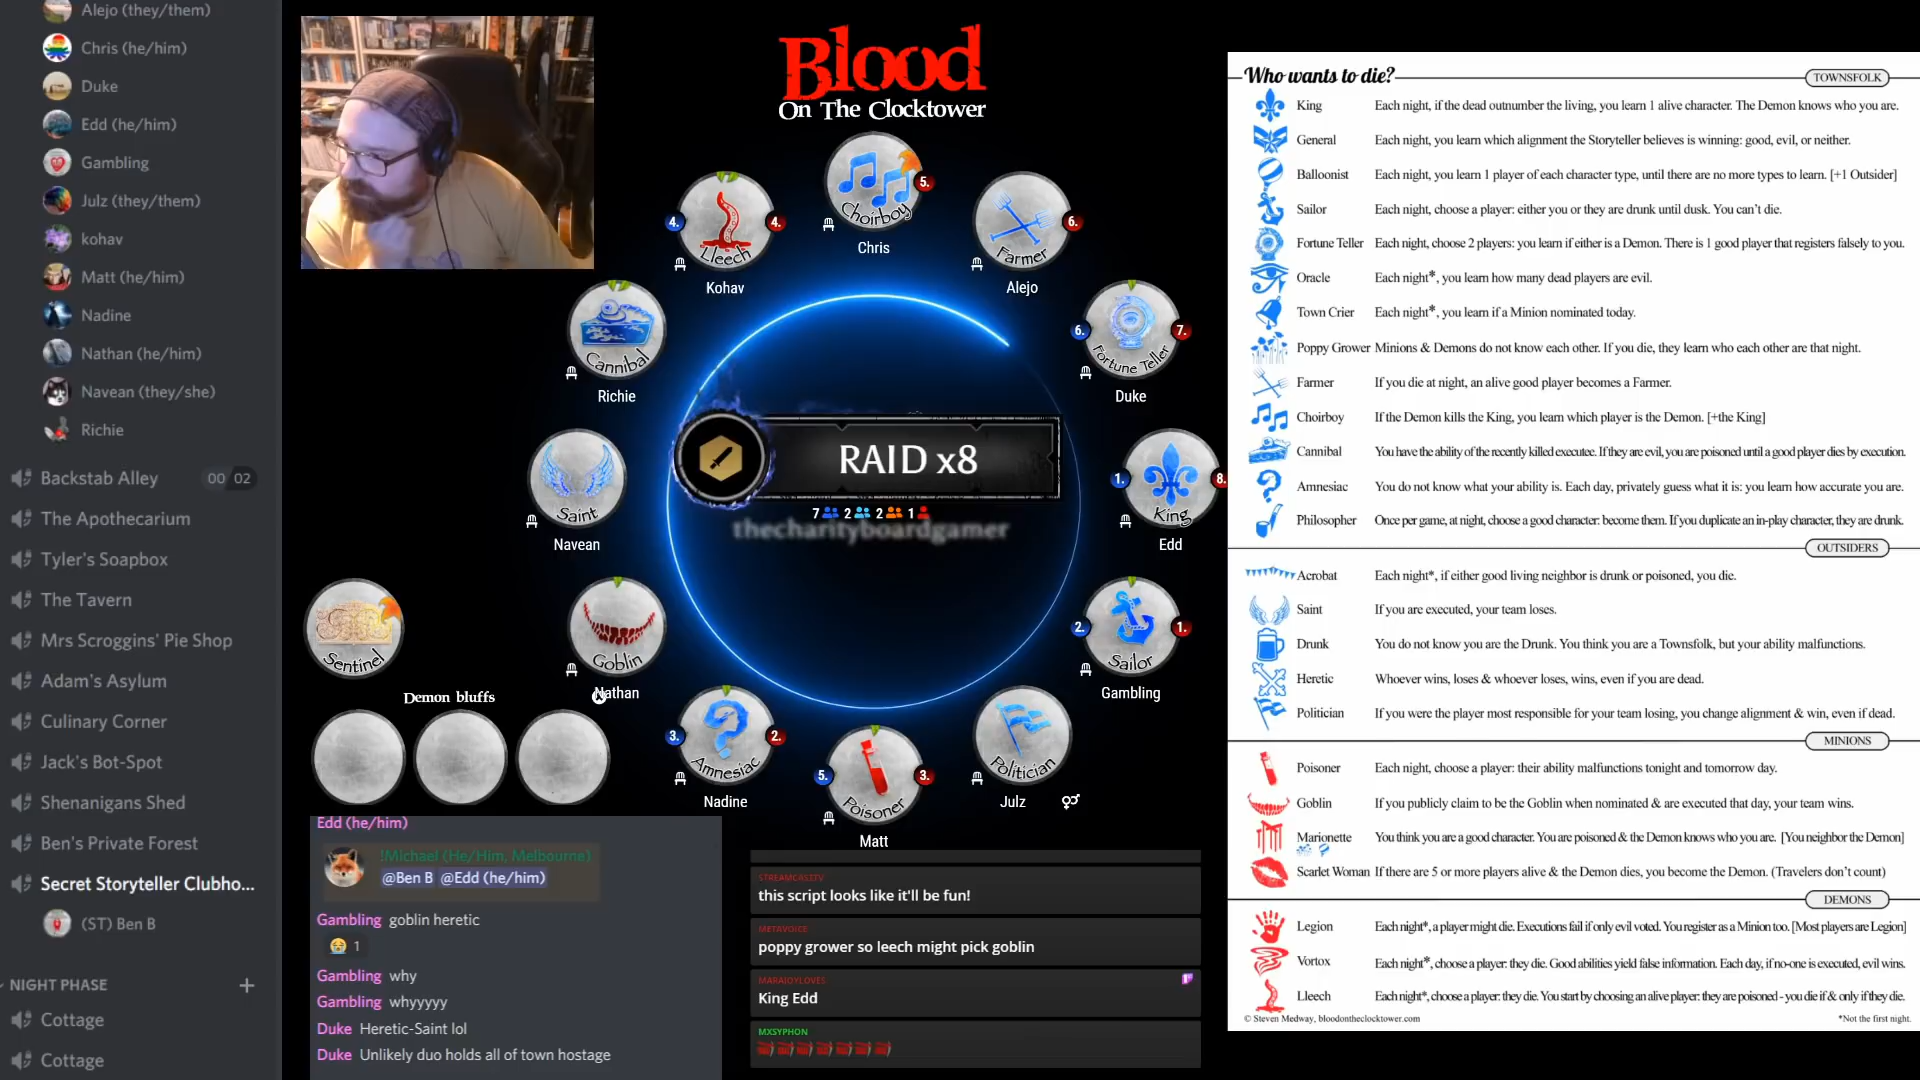 Alejo (they/them)
Chris (he/him)
Duke
Edd (he/him)
Gambling
Julz (they/them)
kohav
Matt (he/him)
Nadine
Nathan (he/him)
Navean (they/she)
Richie
Backstab Alley 00 02
The Apothecarium
Tyler's Soapbox
The Tavern
Mrs Scroggins' Pie Shop
Adam's Asylum
Culinary Corner
Jack's Bot-Spot
Shenanigans Shed
Ben's Private Forest
Secret Storyteller Clubho...
(ST) Ben B
NIGHT PHASE +
Cottage
Cottage
Blood
On The Clocktower
Choirboy
5.
Chris
4.
Lleech
4.
Kohav
Farmer
6.
Alejo
Cannibal
Richie
6.
Fortune Teller
7.
Duke
Saint
Navean
RAID x8
7 2 2 1
thecharityboardgamer
1.
King
8.
Edd
Sentinel
Goblin
Nathan
2.
Sailor
1.
Gambling
Demon bluffs
3.
Amnesiac
2.
Nadine
5.
Poisoner
3.
Matt
Politician
Julz
Edd (he/him)
!Michael (He/Him, Melbourne)
@Ben B @Edd (he/him)
Gambling goblin heretic
1
Gambling why
Gambling whyyyyy
Duke Heretic-Saint lol
Duke Unlikely duo holds all of town hostage
STREAMCASITV
this script looks like it'll be fun!
METAVOICE
poppy grower so leech might pick goblin
MARAJOYLOVES
King Edd
MXSYPHON
Who wants to die?
TOWNSFOLK
King Each night, if the dead outnumber the living, you learn 1 alive character. The Demon knows who you are.
General Each night, you learn which alignment the Storyteller believes is winning: good, evil, or neither.
Balloonist Each night, you learn 1 player of each character type, until there are no more types to learn. [+1 Outsider]
Sailor Each night, choose a player: either you or they are drunk until dusk. You can't die.
Fortune Teller Each night, choose 2 players: you learn if either is a Demon. There is 1 good player that registers falsely to you.
Oracle Each night*, you learn how many dead players are evil.
Town Crier Each night*, you learn if a Minion nominated today.
Poppy Grower Minions & Demons do not know each other. If you die, they learn who each other are that night.
Farmer If you die at night, an alive good player becomes a Farmer.
Choirboy If the Demon kills the King, you learn which player is the Demon. [+the King]
Cannibal You have the ability of the recently killed executee. If they are evil, you are poisoned until a good player dies by execution.
Amnesiac You do not know what your ability is. Each day, privately guess what it is: you learn how accurate you are.
Philosopher Once per game, at night, choose a good character: become them. If you duplicate an in-play character, they are drunk.
OUTSIDERS
Acrobat Each night*, if either good living neighbor is drunk or poisoned, you die.
Saint If you are executed, your team loses.
Drunk You do not know you are the Drunk. You think you are a Townsfolk, but your ability malfunctions.
Heretic Whoever wins, loses & whoever loses, wins, even if you are dead.
Politician If you were the player most responsible for your team losing, you change alignment & win, even if dead.
MINIONS
Poisoner Each night, choose a player: their ability malfunctions tonight and tomorrow day.
Goblin If you publicly claim to be the Goblin when nominated & are executed that day, your team wins.
Marionette You think you are a good character. You are poisoned & the Demon knows who you are. [You neighbor the Demon]
Scarlet Woman If there are 5 or more players alive & the Demon dies, you become the Demon. (Travelers don't count)
DEMONS
Legion Each night*, a player might die. Executions fail if only evil voted. You register as a Minion too. [Most players are Legion]
Vortox Each night*, choose a player: they die. Good abilities yield false information. Each day, if no-one is executed, evil wins.
Lleech Each night*, choose a player: they die. You start by choosing an alive player: they are poisoned - you die if & only if they die.
© Steven Medway, bloodontheclocktower.com
*Not the first night.